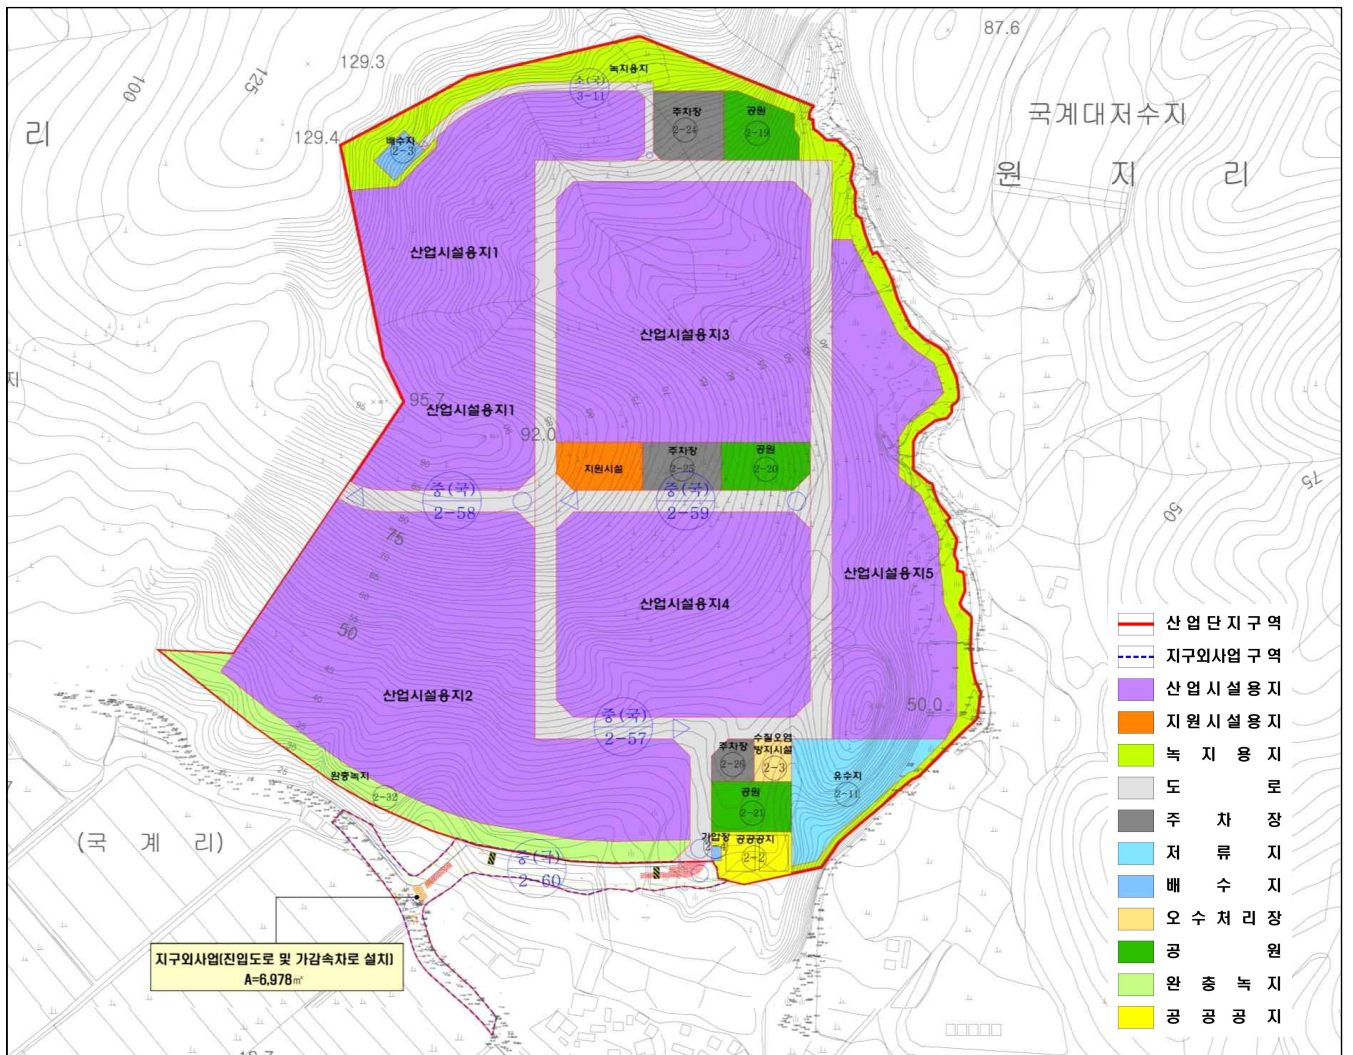 87.6
129.3
100
125
녹지용지
소(국)
3-11
국계대저수지
주차장
2-24
공원
2-19
리
129.4
배수지
2-3
원 지 리
산업시설용지1
산업시설용지3
지
95.7
산업시설용지1
92.0
지원시설
주차장
2-25
공원
2-20
75
중(국)
2-58
중(국)
2-59
50
75
산업시설용지5
산업시설용지4
50
산업시설용지2
50.0
중(국)
2-57
주차장
2-26
수질오염
방지시설
2-3
완충녹지
2-32
공원
2-21
유수지
2-11
(국 계 리)
가압장
2-4
공공공지
2-2
중(국)
2-60
지구외사업(진입도로 및 가감속차로 설치)
A=6,978㎡
산업단지구역
지구외사업구역
산업시설용지
지원시설용지
녹지용지
도로
주차장
저류지
배수지
오수처리장
공원
완충녹지
공공공지